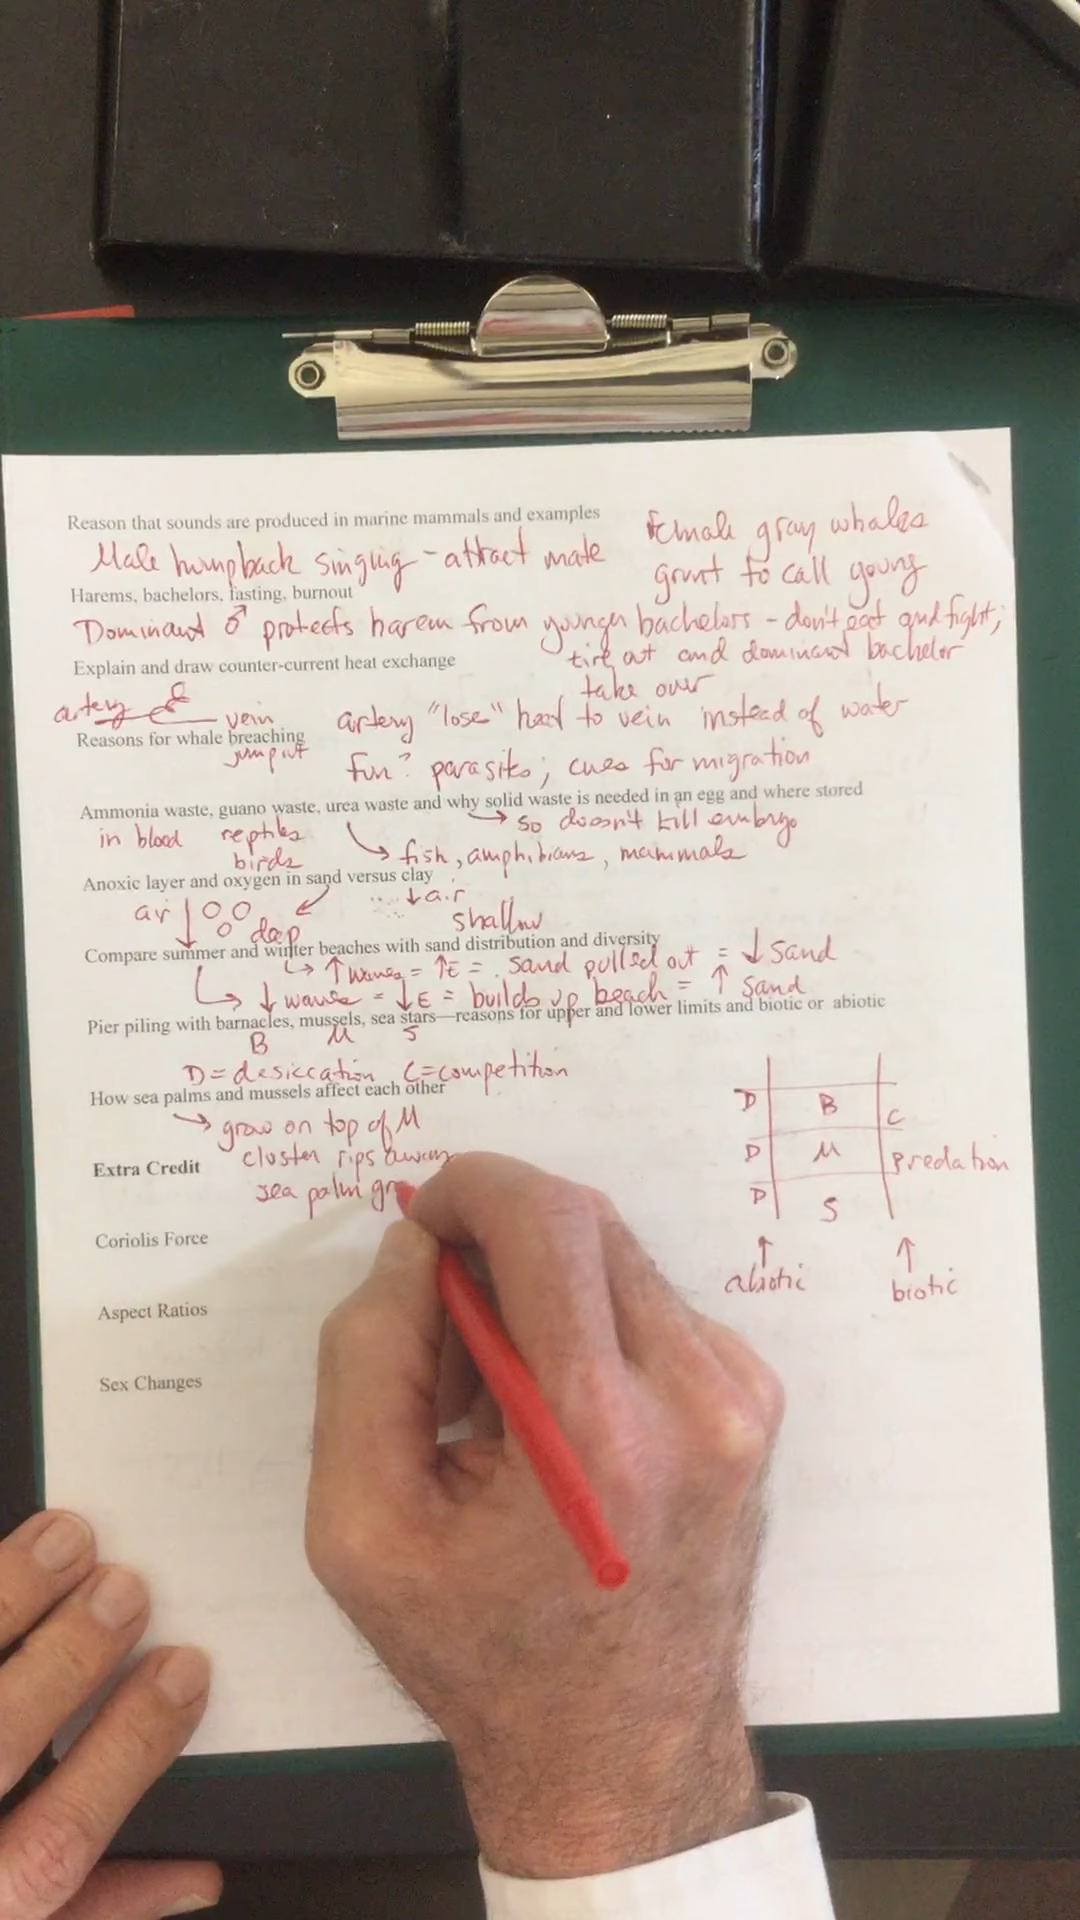 Reason that sounds are produced in marine mammals and examples
Female gray whales
Male humpback singing - attract mate
grunt to call young
Harems, bachelors, fasting, burnout
Dominant ♂ protects harem from younger bachelors - don't eat and fight;
tire out and dominant bachelor
take over
Explain and draw counter-current heat exchange
artery
vein
artery "lose" heat to vein instead of water
Reasons for whale breaching
jump out
fun? parasites; cues for migration
Ammonia waste, guano waste, urea waste and why solid waste is needed in an egg and where stored
→ so doesn't kill embryo
in blood
reptiles
birds
fish, amphibians, mammals
Anoxic layer and oxygen in sand versus clay
air ↓
deep
↓ air
shallow
Compare summer and winter beaches with sand distribution and diversity
↳ ↑ waves = ↑E = sand pulled out = ↓ sand
↳ ↓ waves = ↓E = builds up beach = ↑ sand
Pier piling with barnacles, mussels, sea stars—reasons for upper and lower limits and biotic or abiotic
B M S
D = desiccation C = competition
How sea palms and mussels affect each other
→ grow on top of M
cluster rips away
sea palm gr
D B C
D M predation
D S
↑ ↑
abiotic biotic
Extra Credit
Coriolis Force
Aspect Ratios
Sex Changes